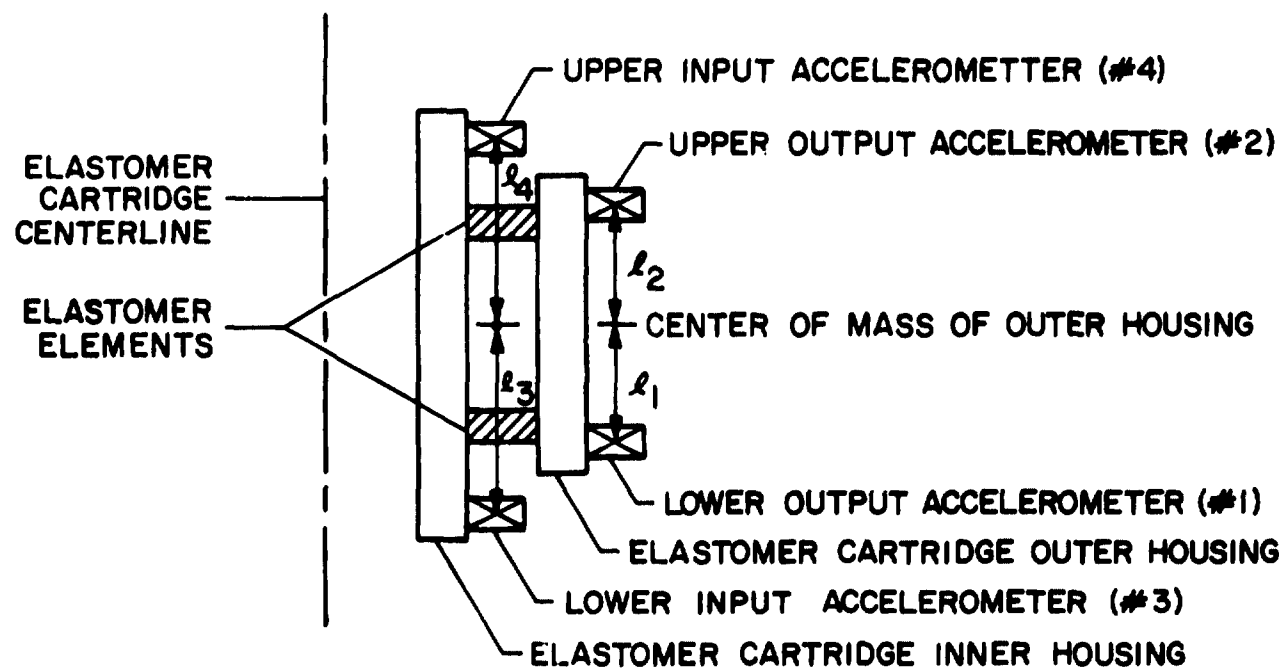 UPPER INPUT ACCELEROMETTER (#4)
UPPER OUTPUT ACCELEROMETER (#2)
ELASTOMER
CARTRIDGE
CENTERLINE
ℓ4
ℓ2
ELASTOMER
ELEMENTS
CENTER OF MASS OF OUTER HOUSING
ℓ3
ℓ1
LOWER OUTPUT ACCELEROMETER (#1)
ELASTOMER CARTRIDGE OUTER HOUSING
LOWER INPUT ACCELEROMETER (#3)
ELASTOMER CARTRIDGE INNER HOUSING